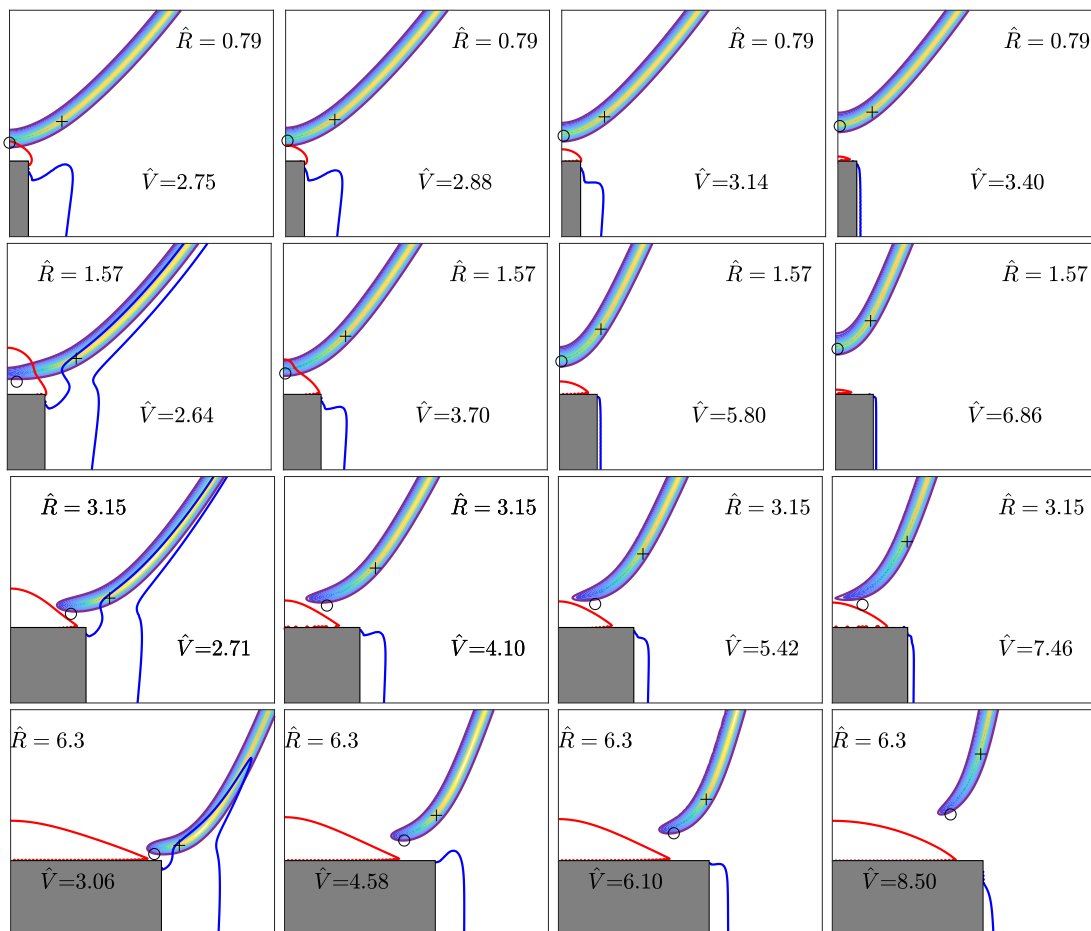 R̂ = 0.79
R̂ = 0.79
R̂ = 0.79
R̂ = 0.79
V̂=2.75
V̂=2.88
V̂=3.14
V̂=3.40
R̂ = 1.57
R̂ = 1.57
R̂ = 1.57
R̂ = 1.57
V̂=2.64
V̂=3.70
V̂=5.80
V̂=6.86
R̂ = 3.15
R̂ = 3.15
R̂ = 3.15
R̂ = 3.15
V̂=2.71
V̂=4.10
V̂=5.42
V̂=7.46
R̂ = 6.3
R̂ = 6.3
R̂ = 6.3
R̂ = 6.3
V̂=3.06
V̂=4.58
V̂=6.10
V̂=8.50